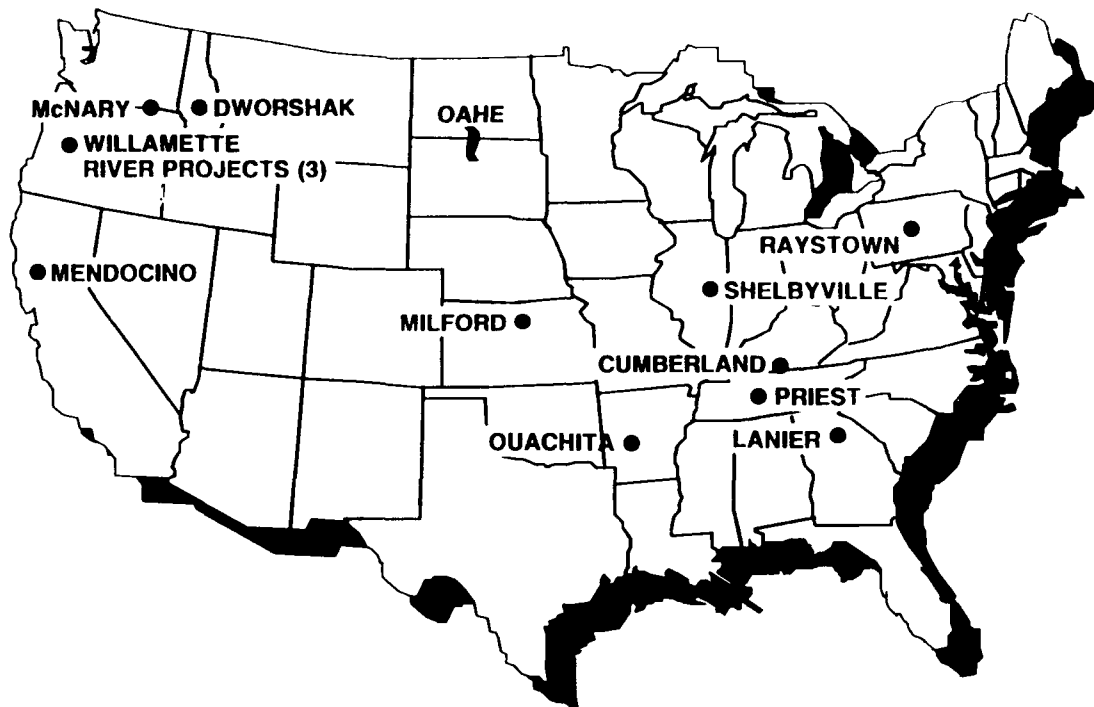 McNARY
DWORSHAK
OAHE
WILLAMETTE
RIVER PROJECTS (3)
RAYSTOWN
MENDOCINO
SHELBYVILLE
MILFORD
CUMBERLAND
PRIEST
OUACHITA
LANIER